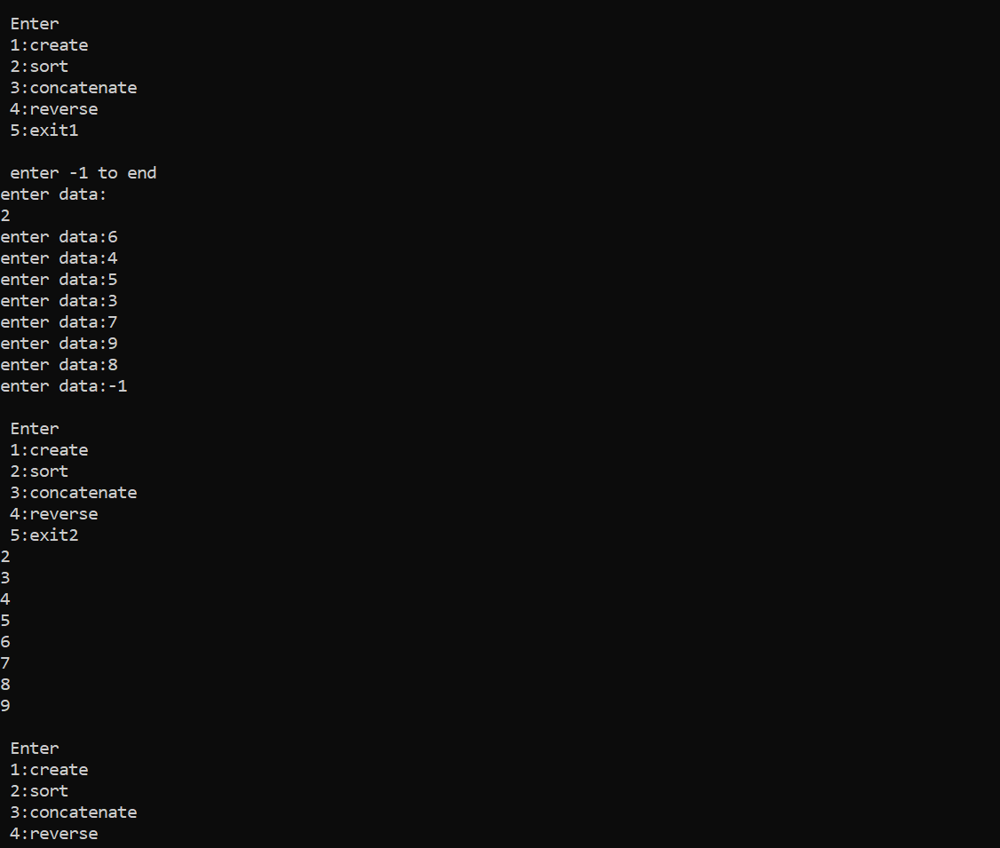 Enter
1:create
2:sort
3:concatenate
4:reverse
5:exit1
enter -1 to end
enter data:
2
enter data:6
enter data:4
enter data:5
enter data:3
enter data:7
enter data:9
enter data:8
enter data:-1
Enter
1:create
2:sort
3:concatenate
4:reverse
5:exit2
2
3
4
5
6
7
8
9
Enter
1:create
2:sort
3:concatenate
4:reverse